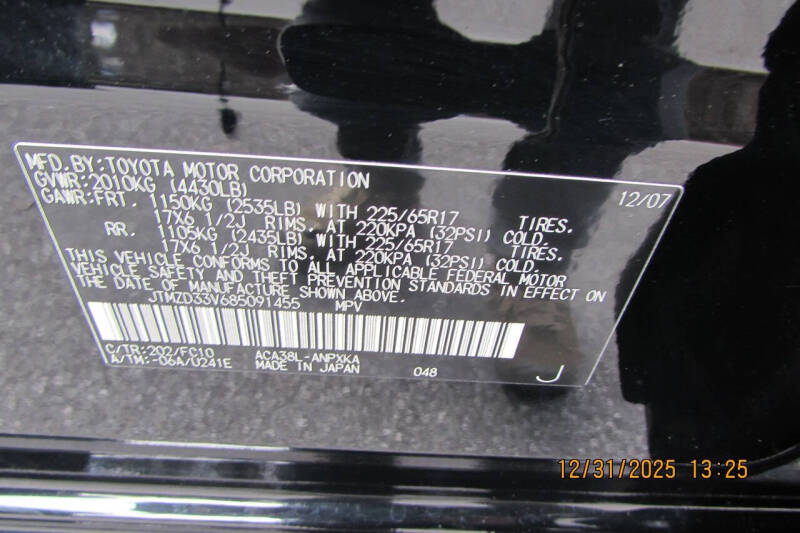 MFD.BY:TOYOTA MOTOR CORPORATION 12/07
GVWR:2010KG (4430LB)
GAWR:FRT. 1150KG (2535LB) WITH 225/65R17 TIRES.
17X6 1/2J RIMS, AT 220KPA (32PSI) COLD.
RR. 1105KG (2435LB) WITH 225/65R17 TIRES.
17X6 1/2J RIMS, AT 220KPA (32PSI) COLD.
THIS VEHICLE CONFORMS TO ALL APPLICABLE FEDERAL MOTOR
VEHICLE SAFETY AND THEFT PREVENTION STANDARDS IN EFFECT ON
THE DATE OF MANUFACTURE SHOWN ABOVE.
JTMZD33V685091455 MPV
C/TR:202/FC10 ACA38L-ANPXKA
A/TM:-06A/U241E MADE IN JAPAN 048 J
12/31/2025 13:25